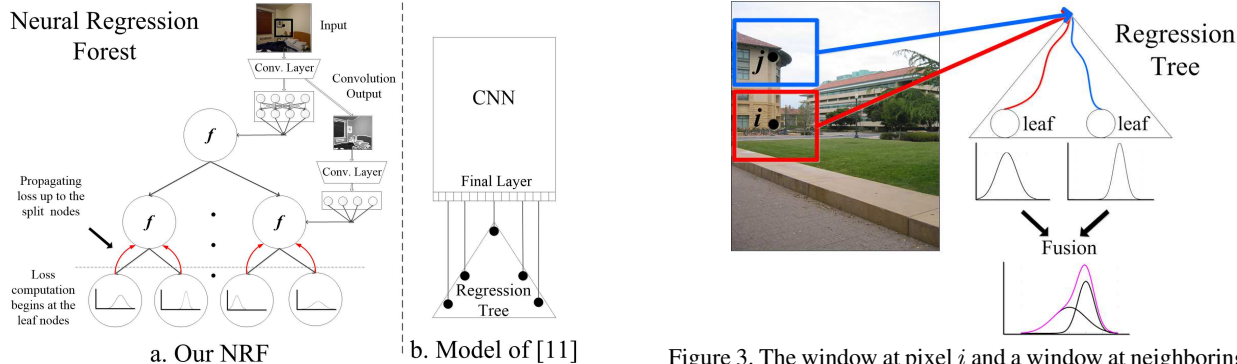 Neural Regression
Forest
Input
Conv. Layer
Convolution
Output
f
Conv. Layer
Propagating
loss up to the
split nodes
f
f
Loss
computation
begins at the
leaf nodes
a. Our NRF
CNN
Final Layer
Regression
Tree
b. Model of [11]
j
i
Regression
Tree
leaf
leaf
Fusion
Figure 3. The window at pixel i and a window at neighboring